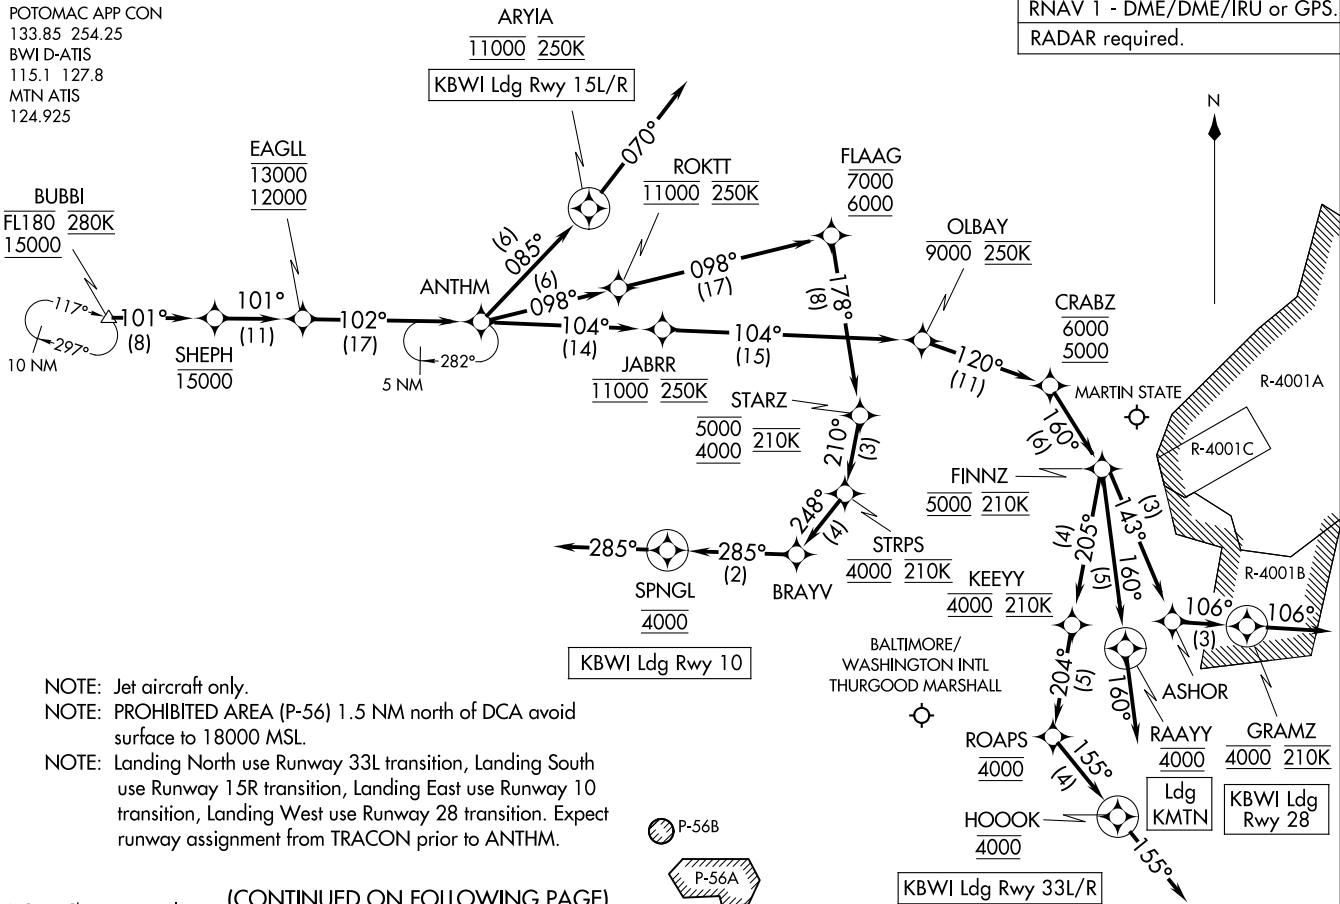 POTOMAC APP CON
133.85 254.25
BWI D-ATIS
115.1 127.8
MTN ATIS
124.925
RNAV 1 - DME/DME/IRU or GPS.
RADAR required.
ARYIA
11000 250K
KBWI Ldg Rwy 15L/R
070°
N
EAGLL
13000
12000
BUBBI
FL180 280K
15000
ROKTT
11000 250K
FLAAG
7000
6000
OLBAY
9000 250K
CRABZ
6000
5000
(6)
085°
ANTHM
(6)
098°
098°
(17)
178°
(8)
117°
297°
10 NM
101°
(8)
SHEPH
15000
101°
(11)
102°
(17)
282°
5 NM
104°
(14)
JABRR
11000 250K
104°
(15)
120°
(11)
MARTIN STATE
R-4001A
R-4001C
R-4001B
STARZ
5000
4000
210K
210°
(3)
160°
(6)
FINNZ
5000 210K
248°
(4)
STRPS
4000 210K
285°
285°
(2)
SPNGL
4000
BRAYV
KBWI Ldg Rwy 10
(4)
205°
(5)
160°
(3)
143°
KEEYY
4000 210K
106°
(3)
106°
BALTIMORE/
WASHINGTON INTL
THURGOOD MARSHALL
204°
(5)
160°
ASHOR
RAAYY
4000
Ldg
KMTN
GRAMZ
4000 210K
KBWI Ldg
Rwy 28
ROAPS
4000
155°
(4)
HOOOK
4000
155°
KBWI Ldg Rwy 33L/R
NOTE: Jet aircraft only.
NOTE: PROHIBITED AREA (P-56) 1.5 NM north of DCA avoid
surface to 18000 MSL.
NOTE: Landing North use Runway 33L transition, Landing South
use Runway 15R transition, Landing East use Runway 10
transition, Landing West use Runway 28 transition. Expect
runway assignment from TRACON prior to ANTHM.
P-56B
P-56A
(CONTINUED ON FOLLOWING PAGE)